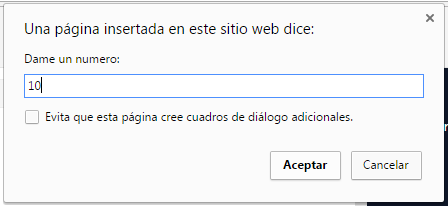 Una página insertada en este sitio web dice:
Dame un numero:
10
Evita que esta página cree cuadros de diálogo adicionales.
Aceptar
Cancelar